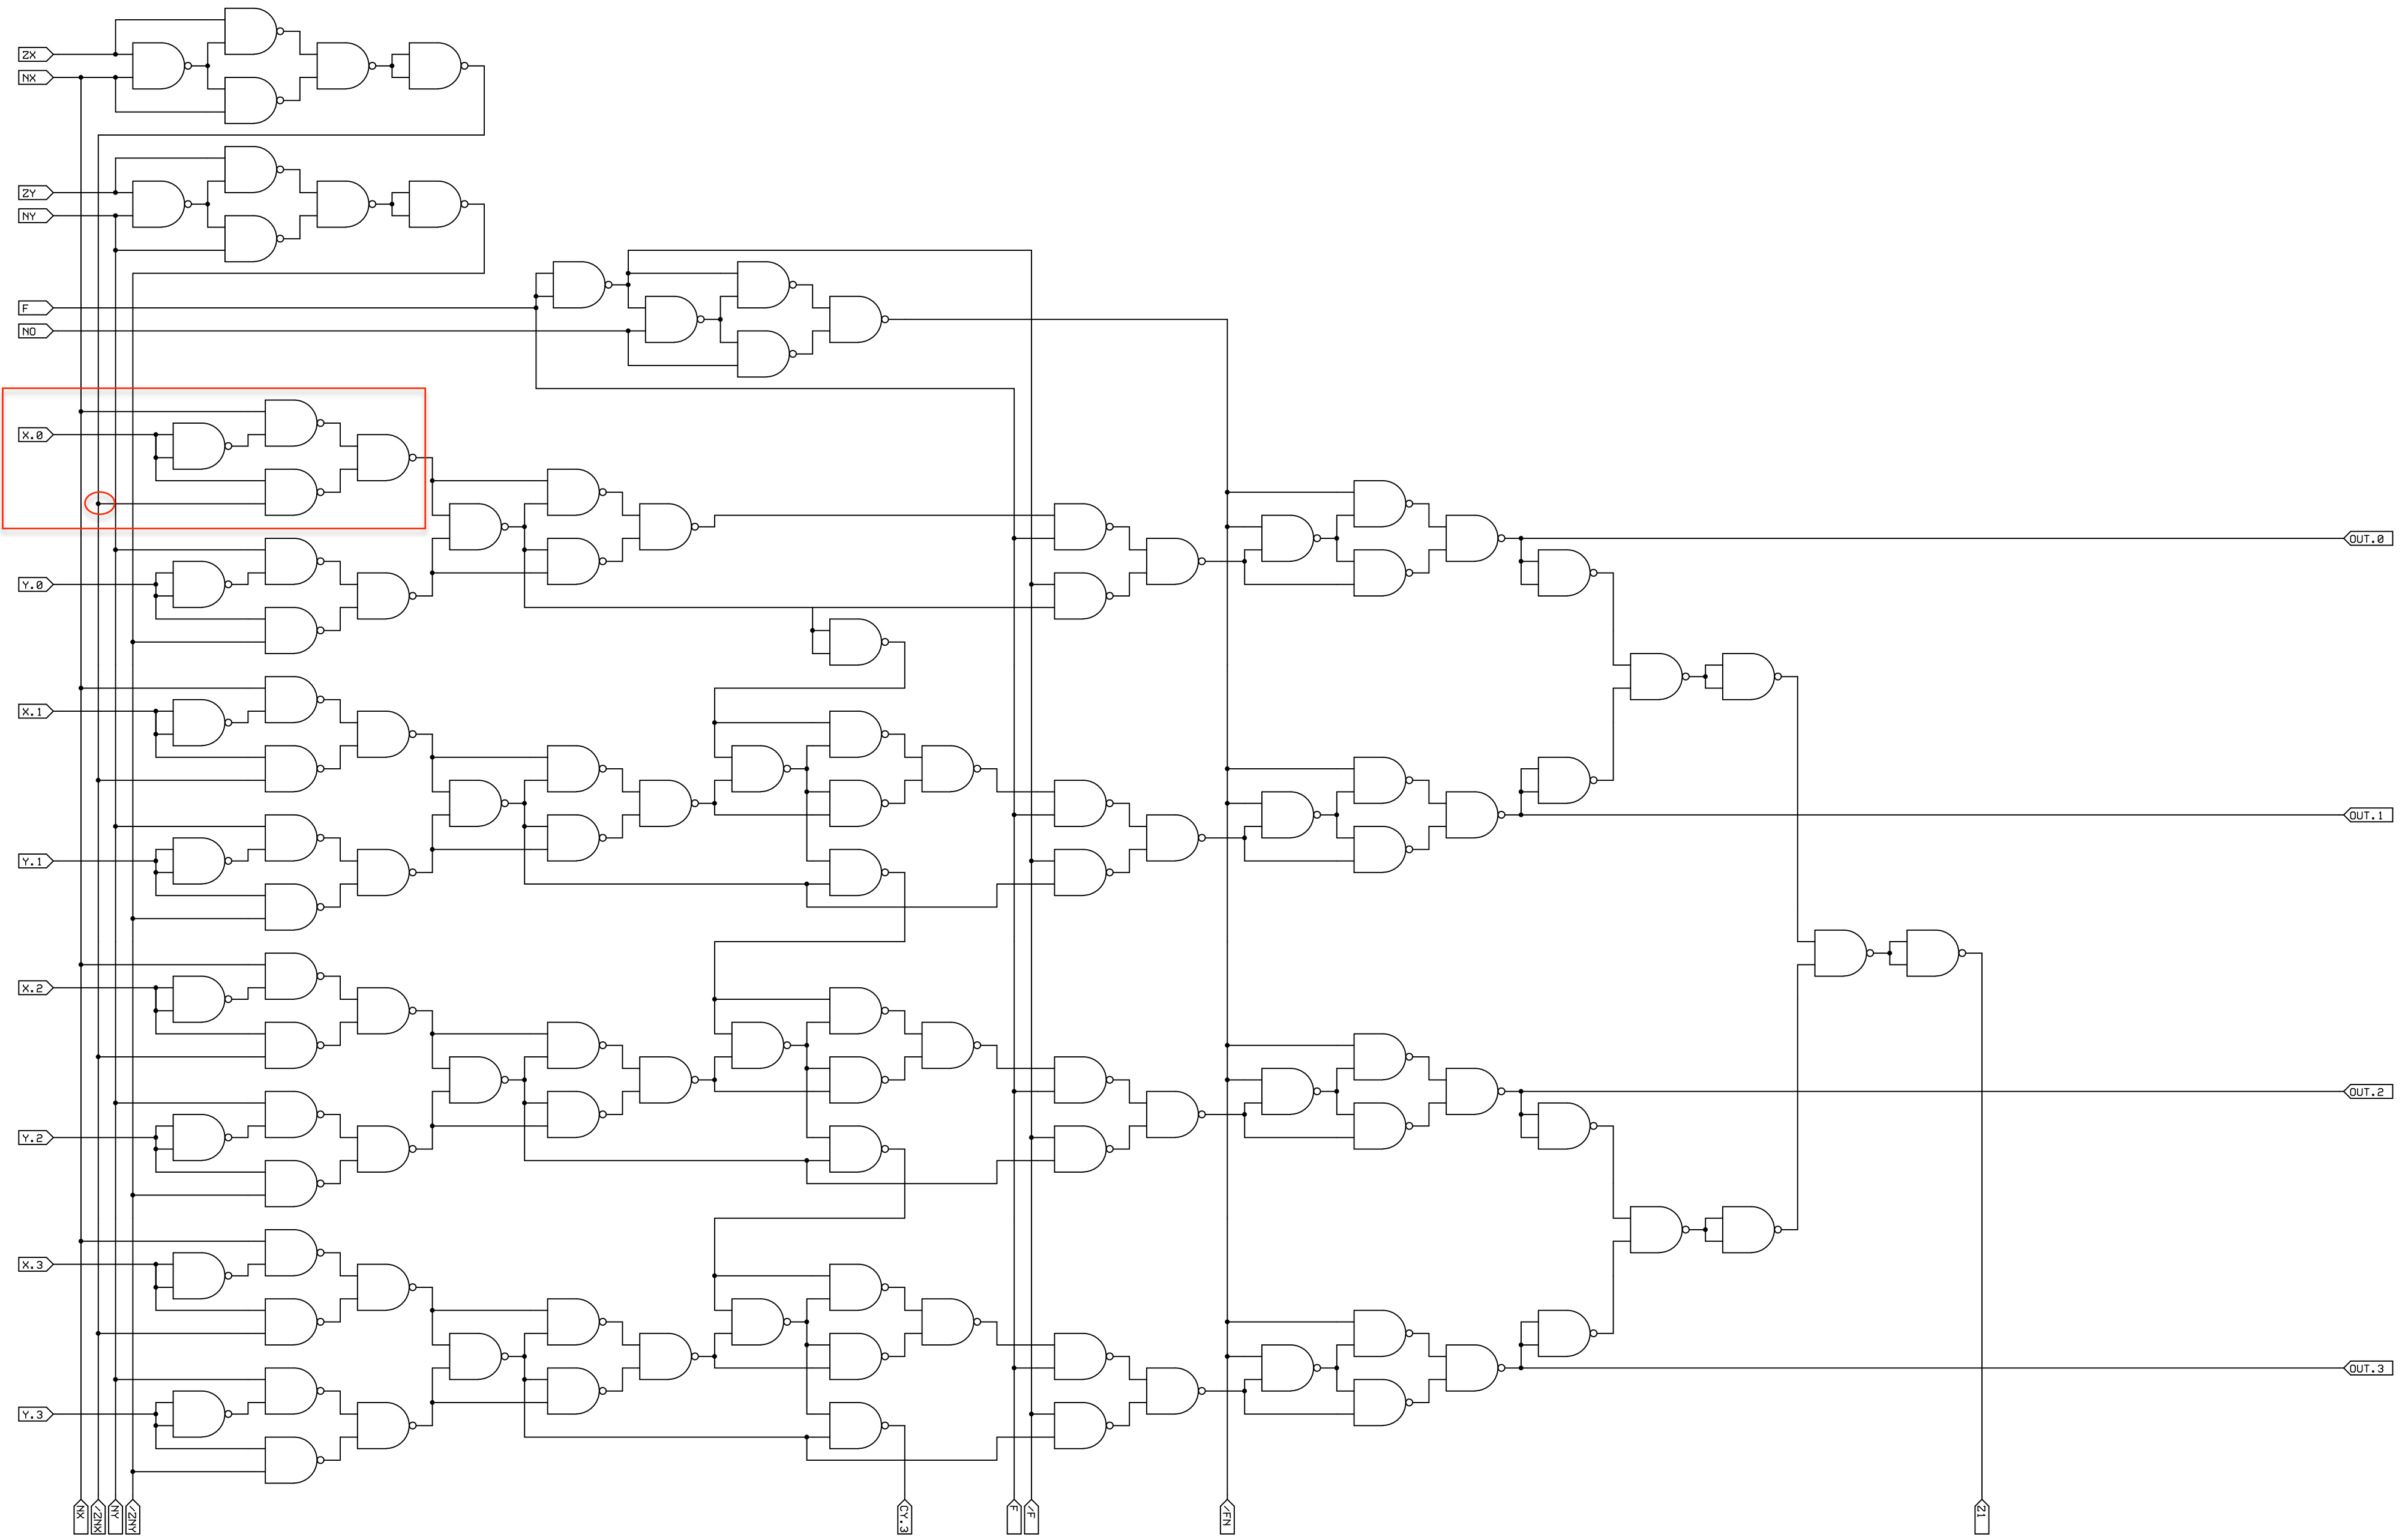 ZX
NX
ZY
NY
F
NO
X.0
OUT.0
Y.0
X.1
OUT.1
Y.1
X.2
OUT.2
Y.2
X.3
OUT.3
Y.3
NX
/ZNX
NY
/ZNY
CY.3
F
/F
/FN
Z1